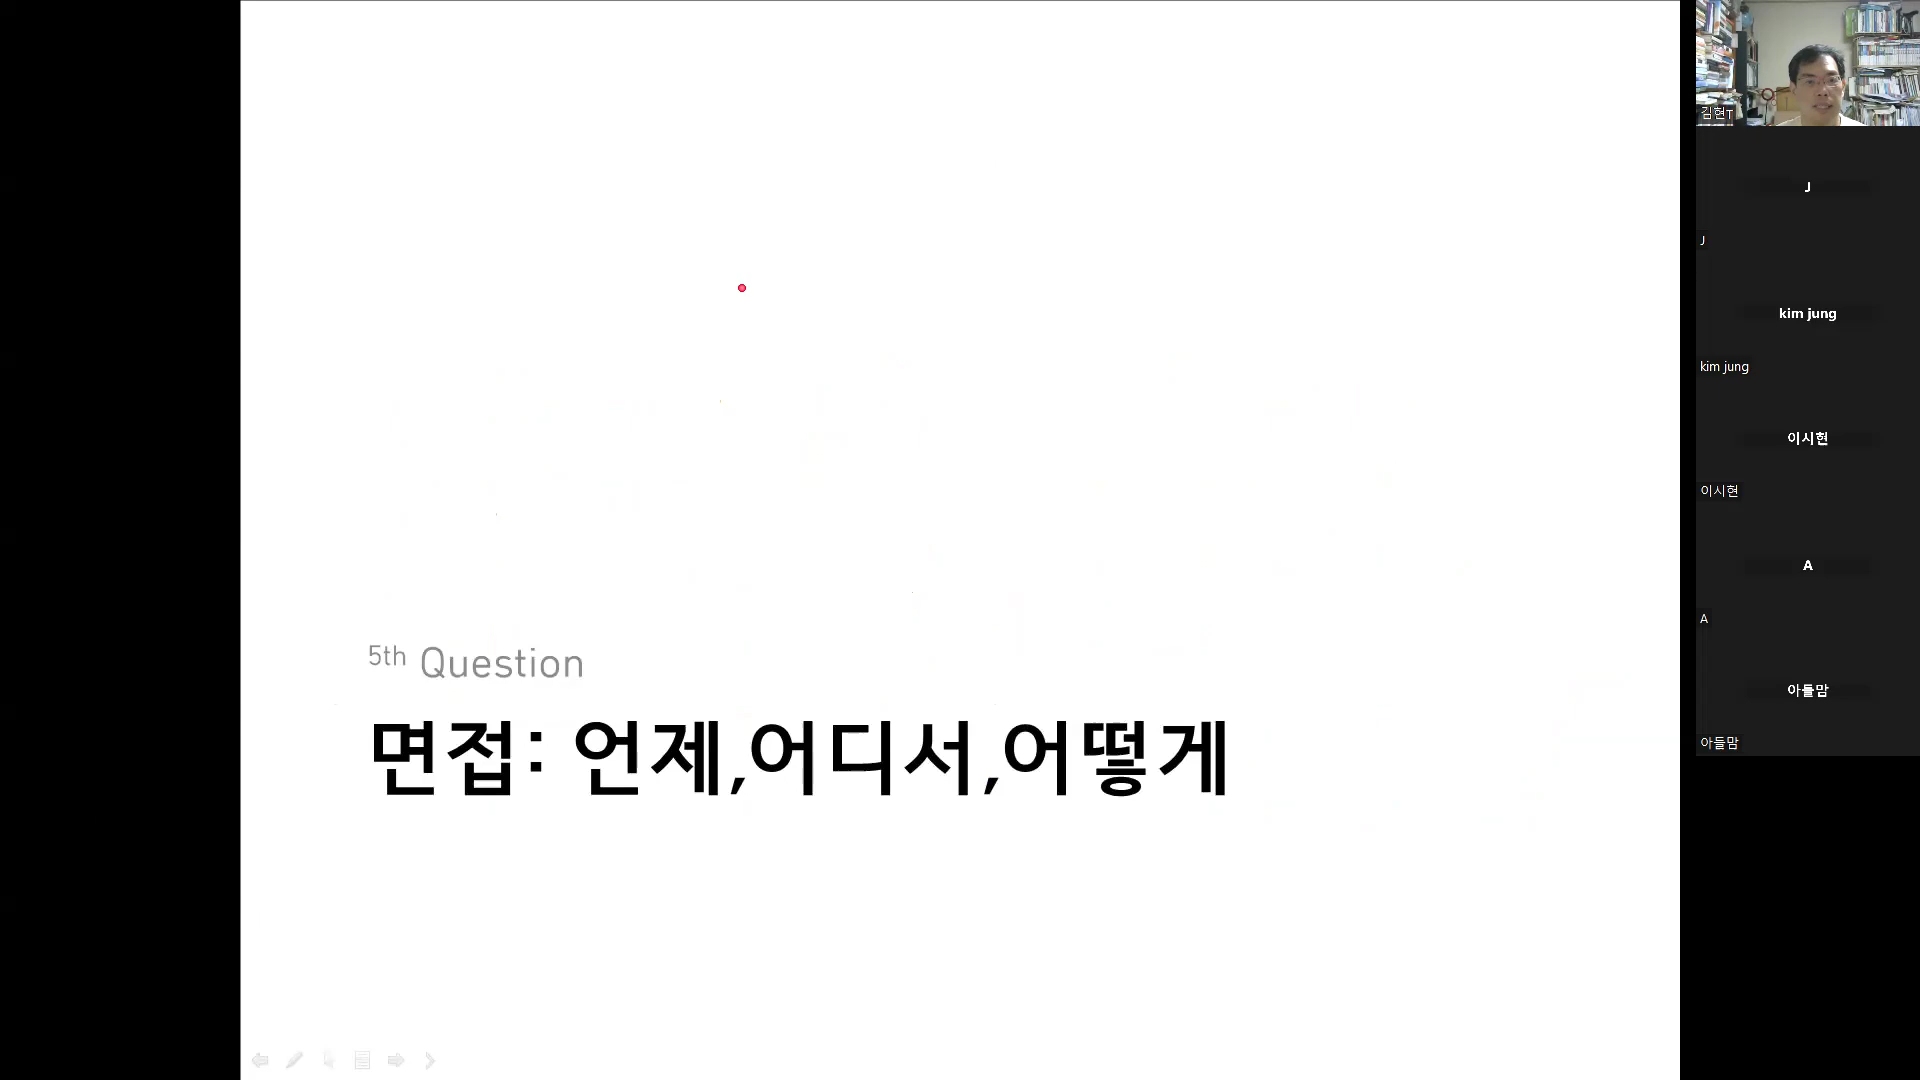 5th Question
면접: 언제,어디서,어떻게
김현T
J
J
kim jung
kim jung
이시현
이시현
A
A
아들맘
아들맘